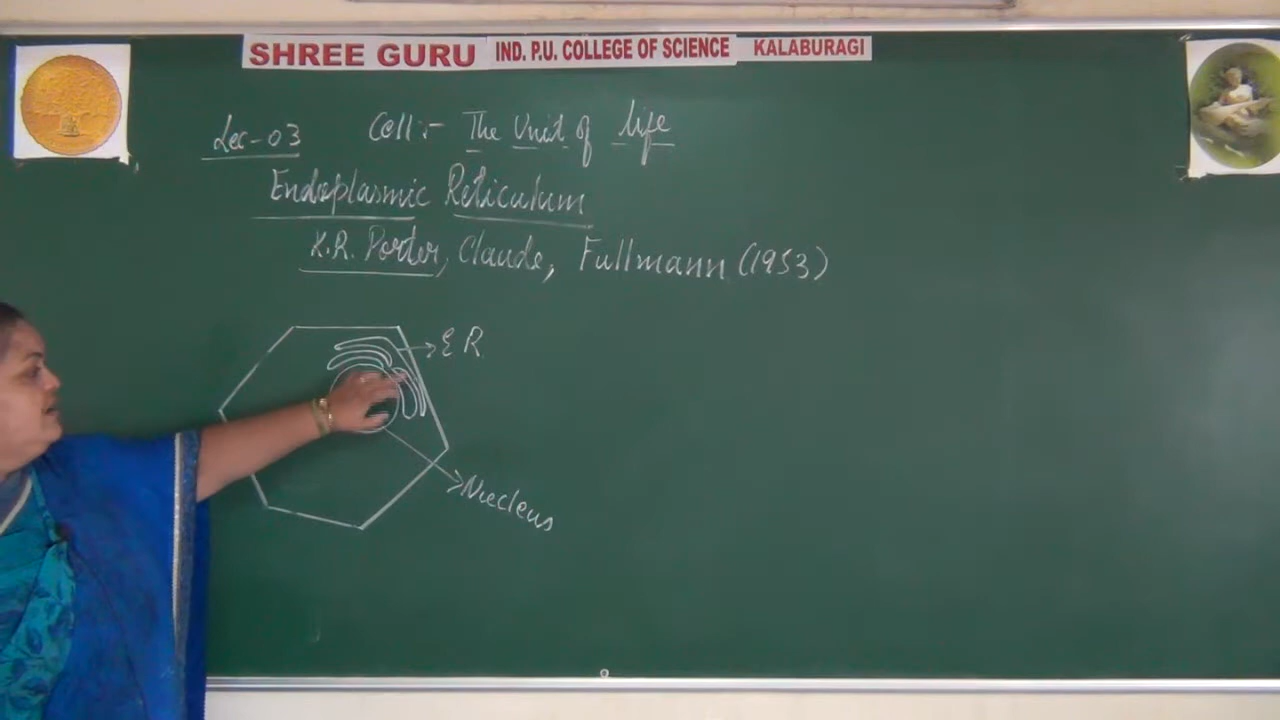 SHREE GURU IND. P.U. COLLEGE OF SCIENCE KALABURAGI
Lec-03 Cell:- The Unit of life
Endoplasmic Reticulum
K.R. Porter, Claude, Fullmann (1953)
ER
Nucleus